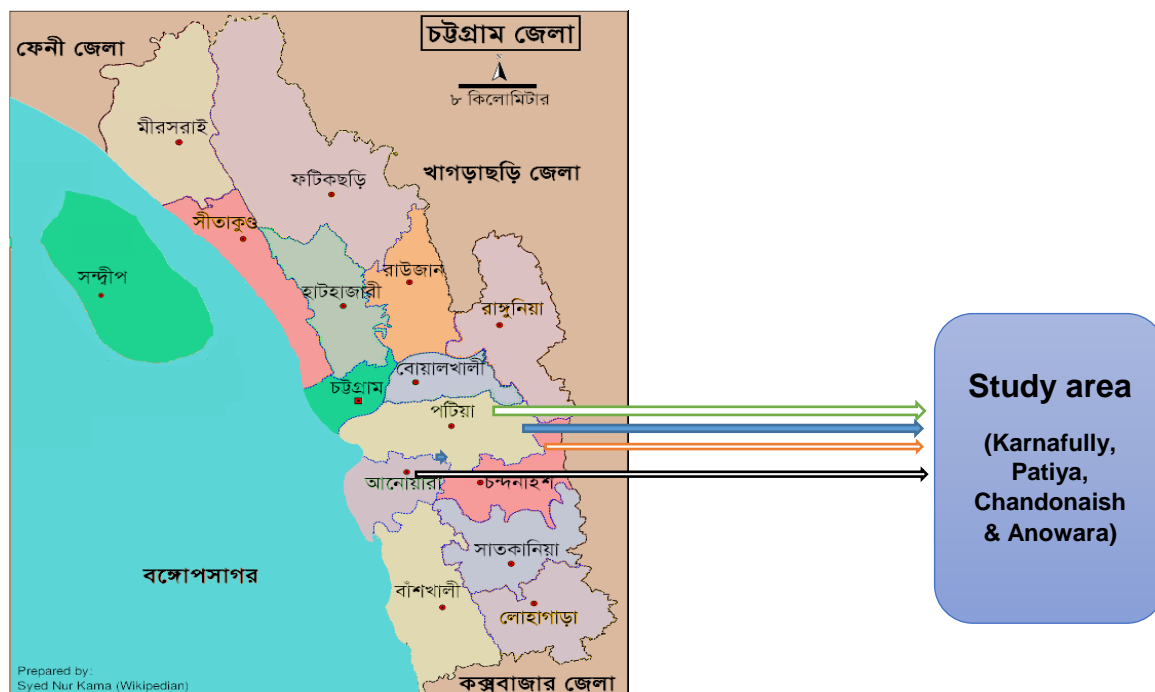 ফেনী জেলা
চট্টগ্রাম জেলা
৮ কিলোমিটার
মীরসরাই
খাগড়াছড়ি জেলা
ফটিকছড়ি
সীতাকুণ্ড
সন্দ্বীপ
হাটহাজারী
রাউজান
রাঙ্গুনিয়া
বোয়ালখালী
চট্টগ্রাম
পটিয়া
আনোয়ারা
চন্দনাইশ
সাতকানিয়া
বঙ্গোপসাগর
বাঁশখালী
লোহাগাড়া
Prepared by:
Syed Nur Kama (Wikipedian)
কক্সবাজার জেলা
Study area
(Karnafully,
Patiya,
Chandonaish
& Anowara)